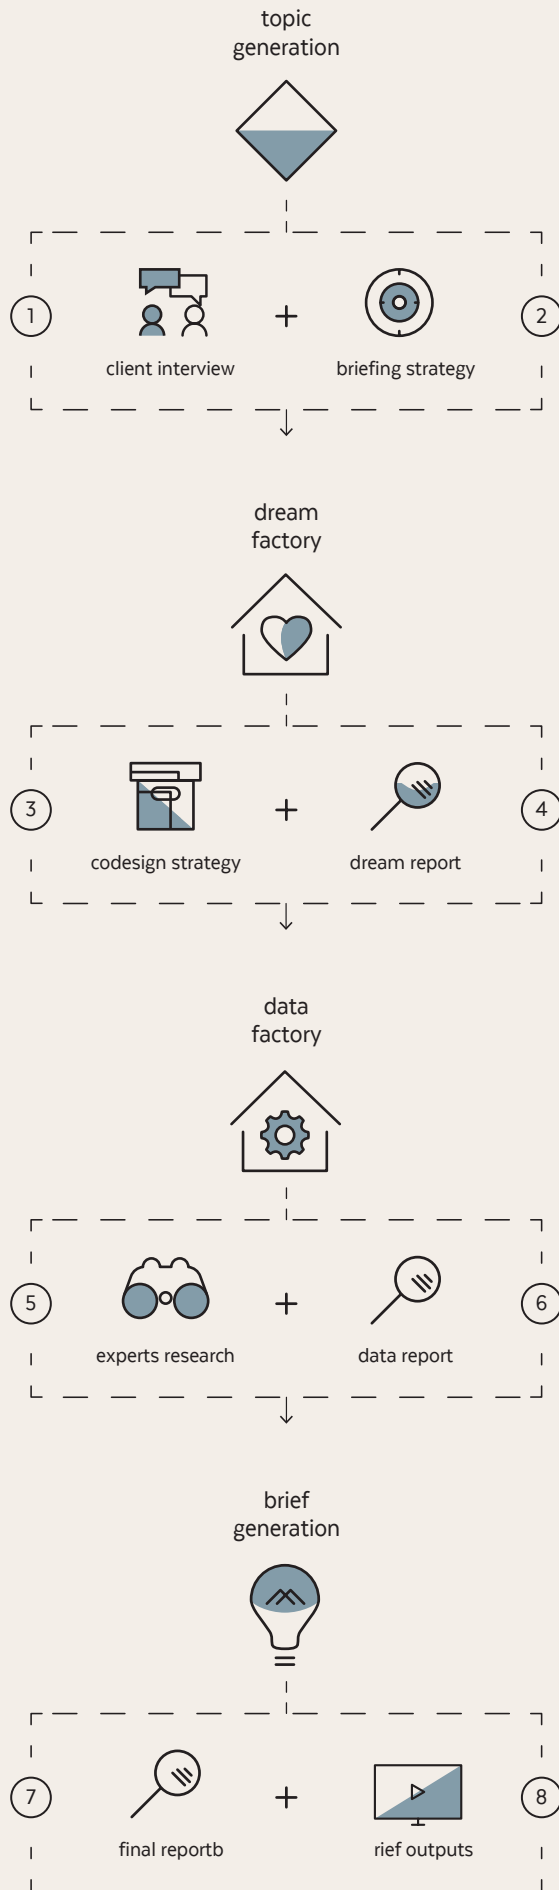 topic
generation
1
2
client interview
briefing strategy
dream
factory
3
4
codesign strategy
dream report
data
factory
5
6
experts research
data report
brief
generation
7
8
final reportb
rief outputs